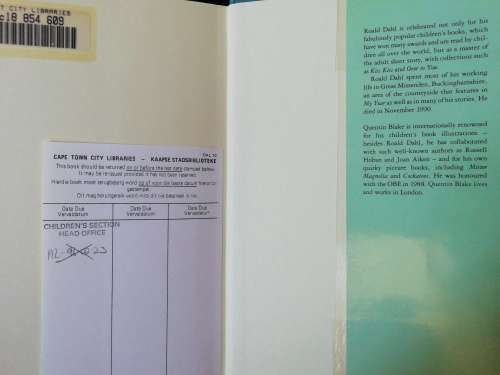 T CITY LIBRARIES
c18 854 609
CAPE TOWN CITY LIBRARIES – KAAPSE STADSBIBLIOTEKE
This book should be returned on or before the last date stamped below.
It may be re-issued provided it has not been reserved.
Hierdie boek moet terugbesorg word op of voor die laaste datum hieronder
gestempel.
Dit mag heruitgereik word mits dit nie bespreek is nie.
Date Due
Vervaldatum
Date Due
Vervaldatum
Date Due
Vervaldatum
CHILDREN'S SECTION
HEAD OFFICE
23
Roald Dahl is celebrated not only for his
fabulously popular children's books, which
have won many awards and are read by chil-
dren all over the world, but as a master of
the adult short story, with collections such
as Kiss Kiss and Over to You.
Roald Dahl spent most of his working
life in Great Missenden, Buckinghamshire,
an area of the countryside that features in
My Year as well as in many of his stories. He
died in November 1990.
Quentin Blake is internationally renowned
for his children's book illustrations –
besides Roald Dahl, he has collaborated
with such well-known authors as Russell
Hoban and Joan Aiken – and for his own
quirky picture books, including Mister
Magnolia and Cockatoos. He was honoured
with the OBE in 1988. Quentin Blake lives
and works in London.